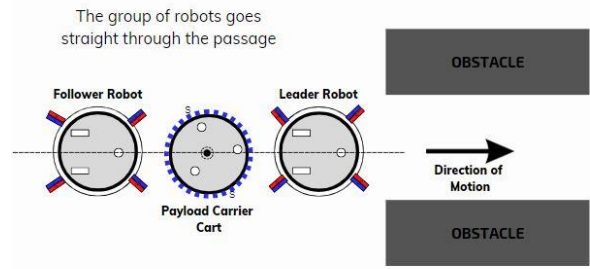 The group of robots goes
straight through the passage
OBSTACLE
Follower Robot
Leader Robot
S
Direction of
Motion
S
Payload Carrier
Cart
OBSTACLE